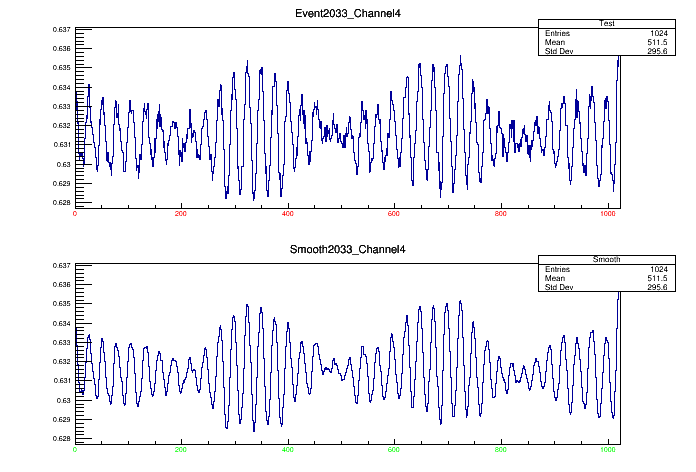 Event2033_Channel4
Test
Entries 1024
Mean 511.5
Std Dev 295.6
0.637
0.636
0.635
0.634
0.633
0.632
0.631
0.63
0.629
0.628
0 200 400 600 800 1000
Smooth2033_Channel4
Smooth
Entries 1024
Mean 511.5
Std Dev 295.6
0.637
0.636
0.635
0.634
0.633
0.632
0.631
0.63
0.629
0.628
0 200 400 600 800 1000